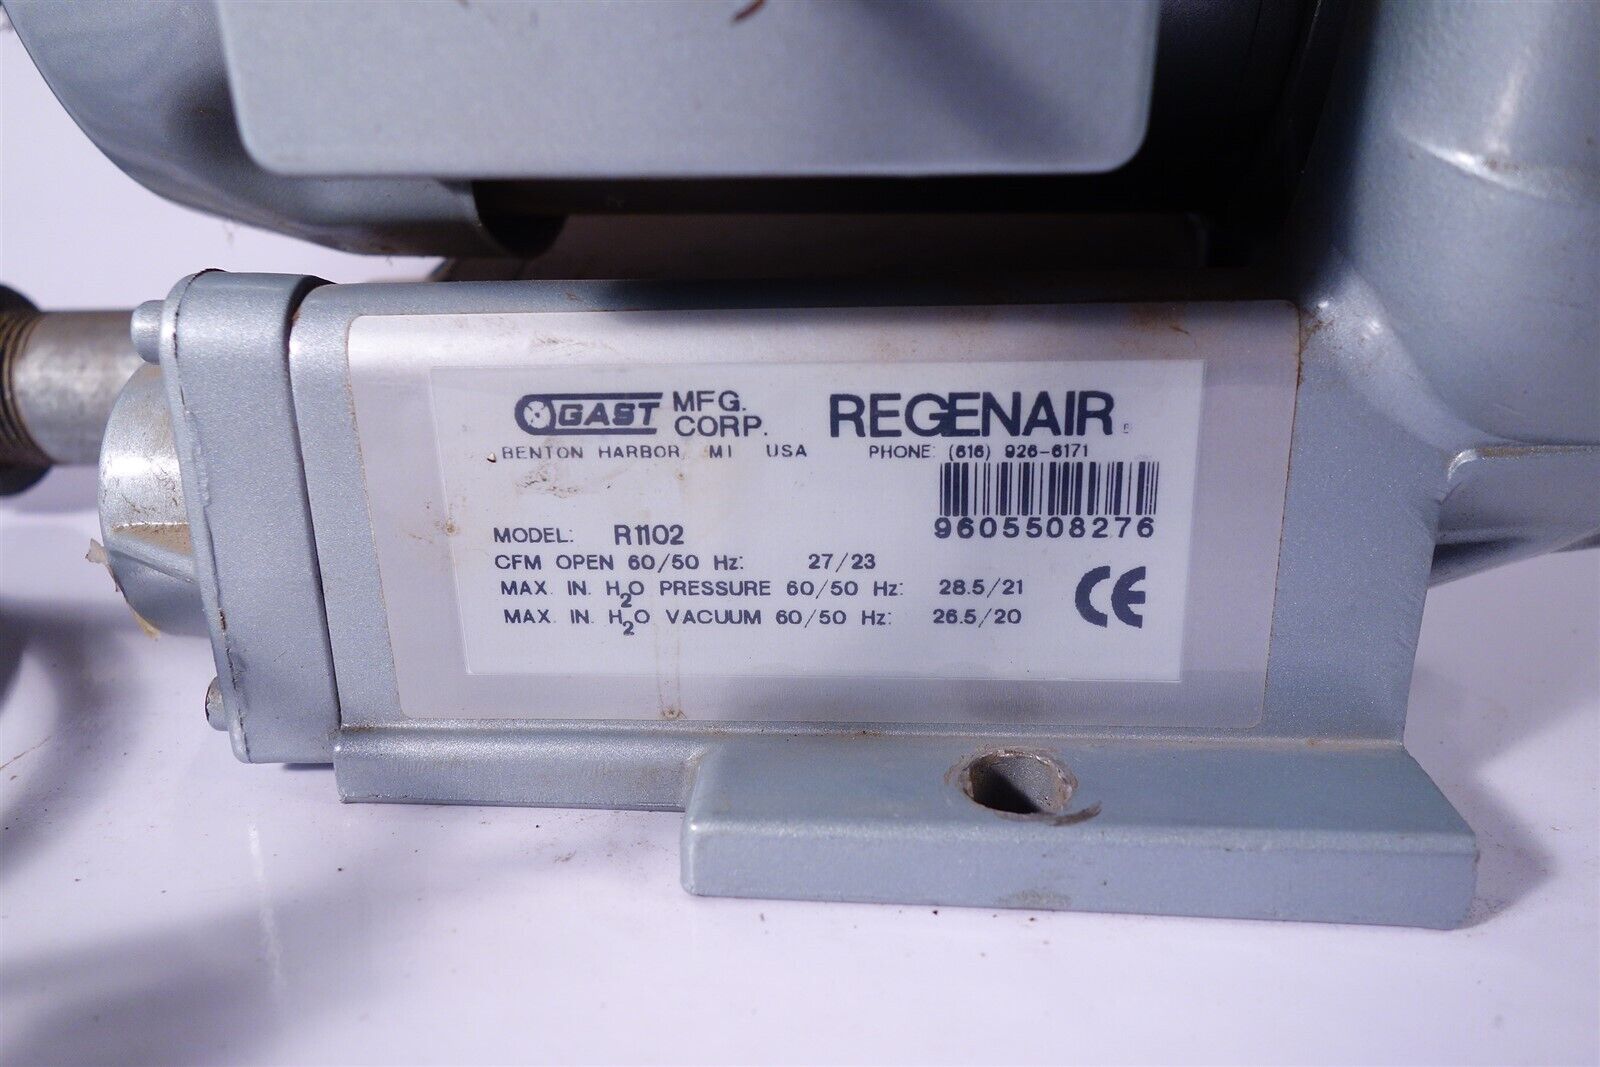 GAST MFG. CORP. REGENAIR ®
BENTON HARBOR, MI USA PHONE: (616) 926-6171
9605508276
MODEL: R1102
CFM OPEN 60/50 Hz: 27/23
MAX. IN. H2O PRESSURE 60/50 Hz: 28.5/21
MAX. IN. H2O VACUUM 60/50 Hz: 26.5/20
CE